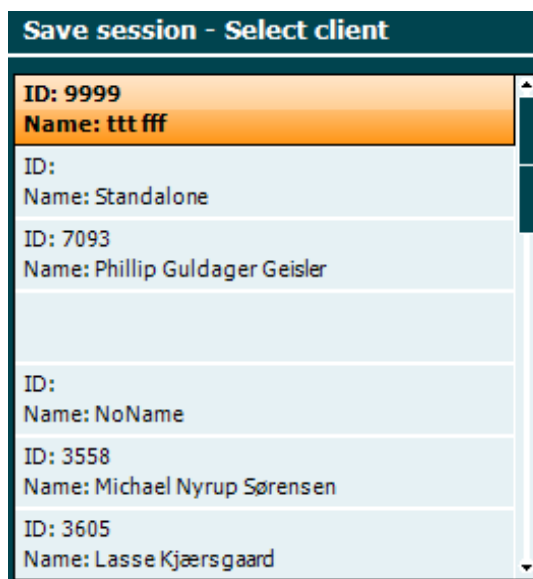 Save session - Select client
ID: 9999
Name: ttt fff
ID:
Name: Standalone
ID: 7093
Name: Phillip Guldager Geisler
ID:
Name: NoName
ID: 3558
Name: Michael Nyrup Sørensen
ID: 3605
Name: Lasse Kjærsgaard